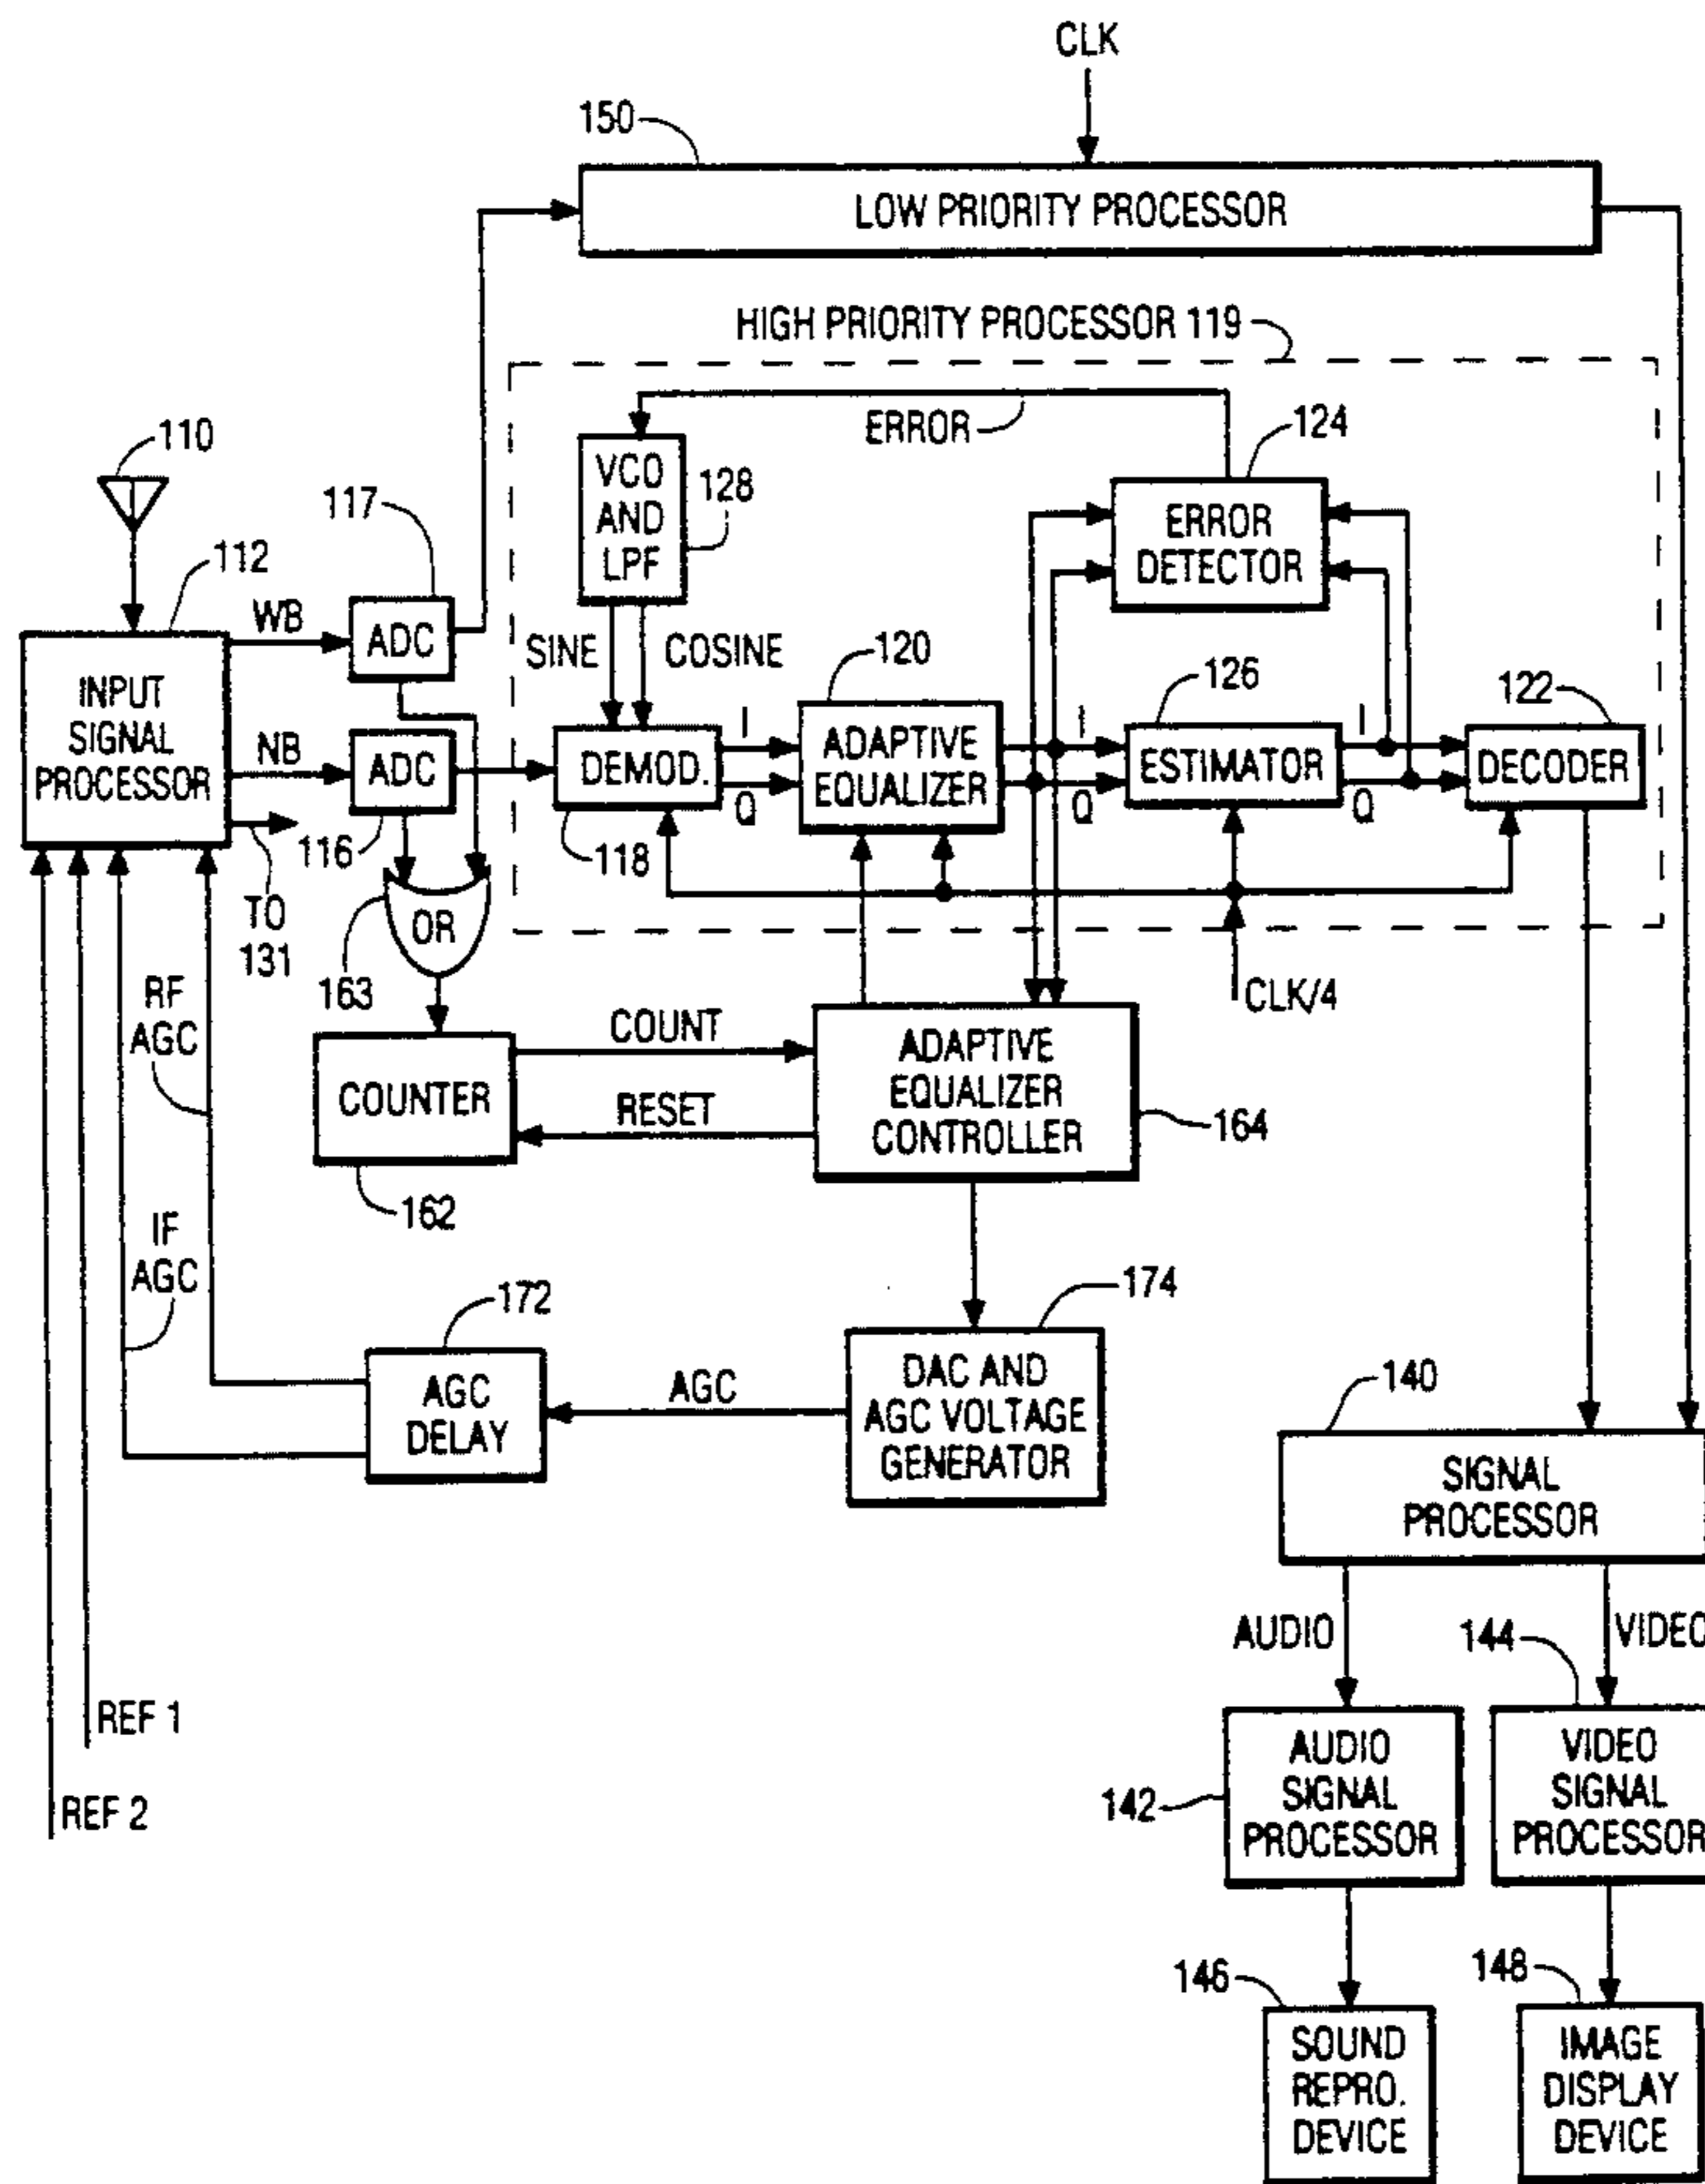 CLK
150
LOW PRIORITY PROCESSOR
HIGH PRIORITY PROCESSOR 119
ERROR
124
110
VCO
AND
LPF
128
ERROR
DETECTOR
117
112
WB
ADC
SINE
COSINE
120
126
122
INPUT
SIGNAL
PROCESSOR
NB
ADC
DEMOD.
I
Q
ADAPTIVE
EQUALIZER
I
Q
ESTIMATOR
I
Q
DECODER
116
118
TO
131
OR
163
CLK/4
RF
AGC
COUNTER
COUNT
RESET
ADAPTIVE
EQUALIZER
CONTROLLER
164
162
IF
AGC
172
174
AGC
DELAY
AGC
DAC AND
AGC VOLTAGE
GENERATOR
140
SIGNAL
PROCESSOR
AUDIO
144
VIDEO
REF 1
REF 2
142
AUDIO
SIGNAL
PROCESSOR
VIDEO
SIGNAL
PROCESSOR
146
148
SOUND
REPRO.
DEVICE
IMAGE
DISPLAY
DEVICE